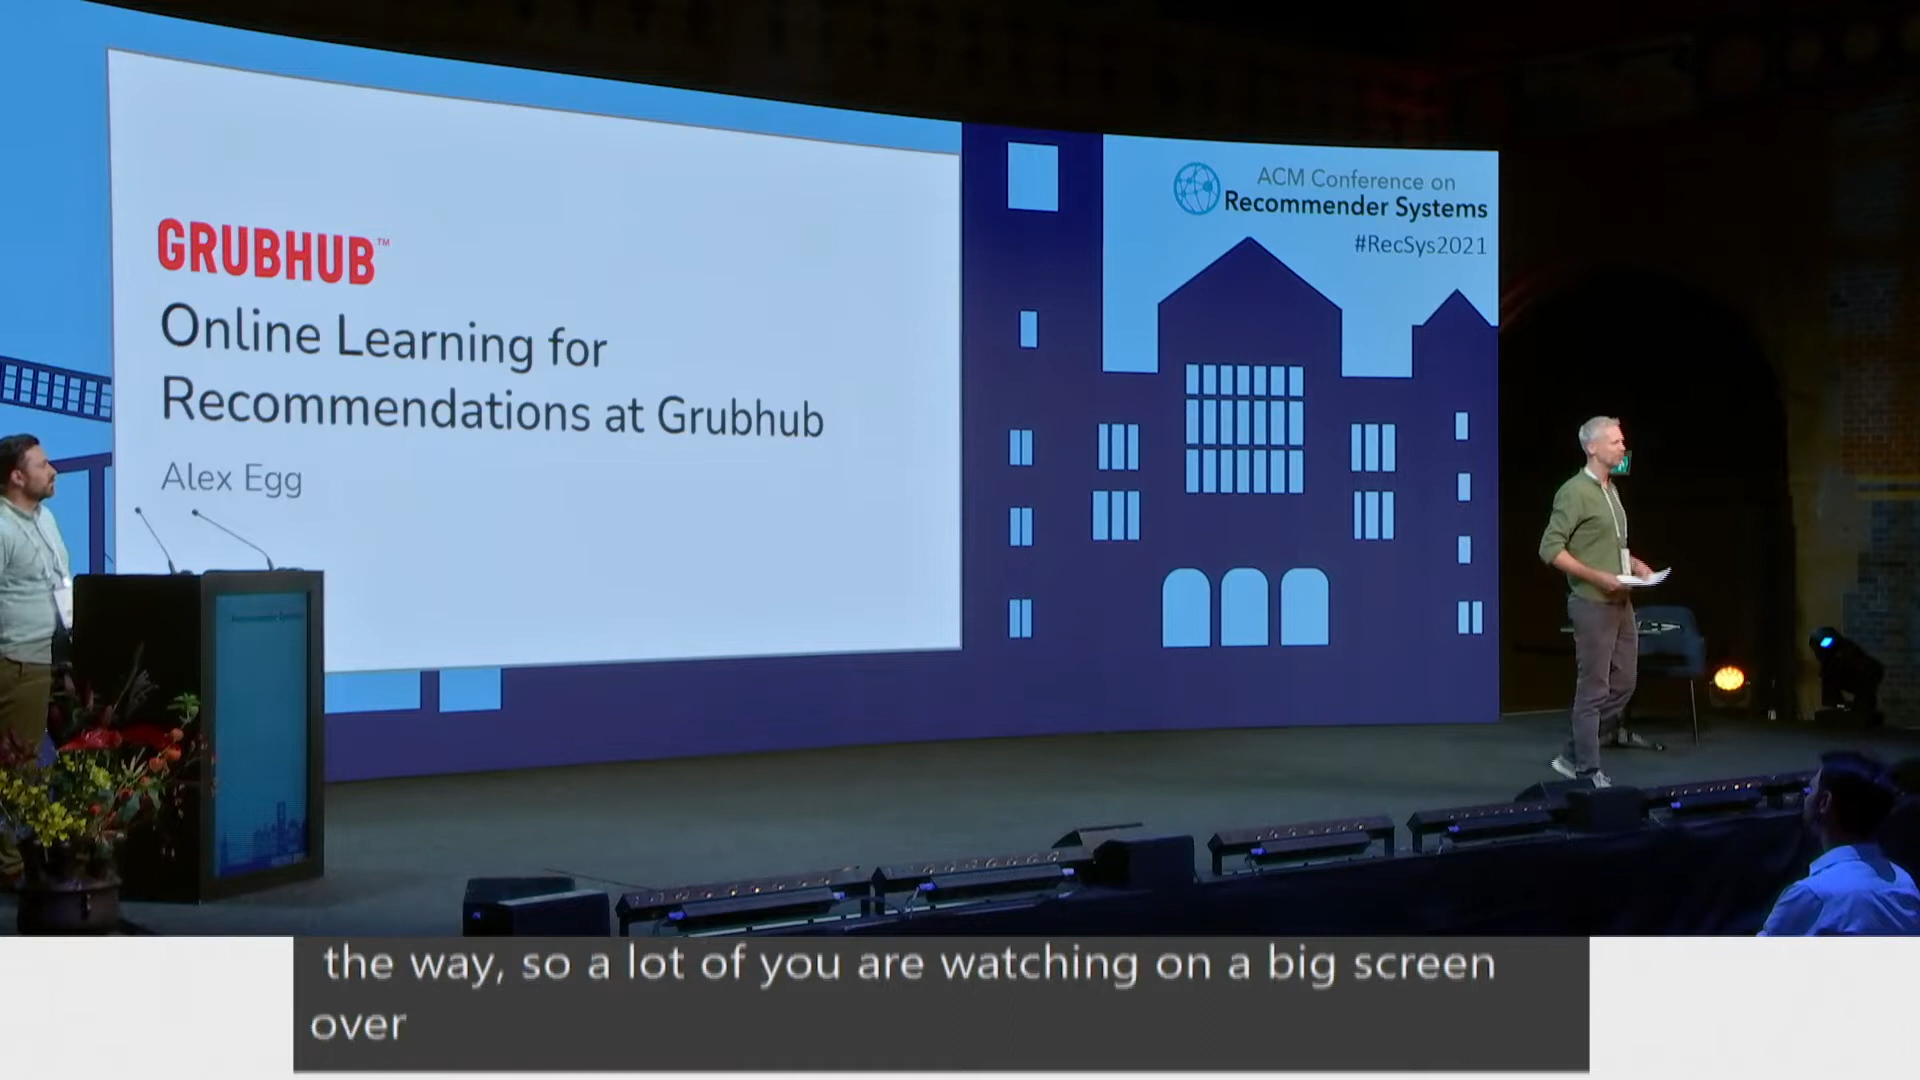 GRUBHUB™
Online Learning for
Recommendations at Grubhub
Alex Egg
ACM Conference on
Recommender Systems
#RecSys2021
the way, so a lot of you are watching on a big screen
over